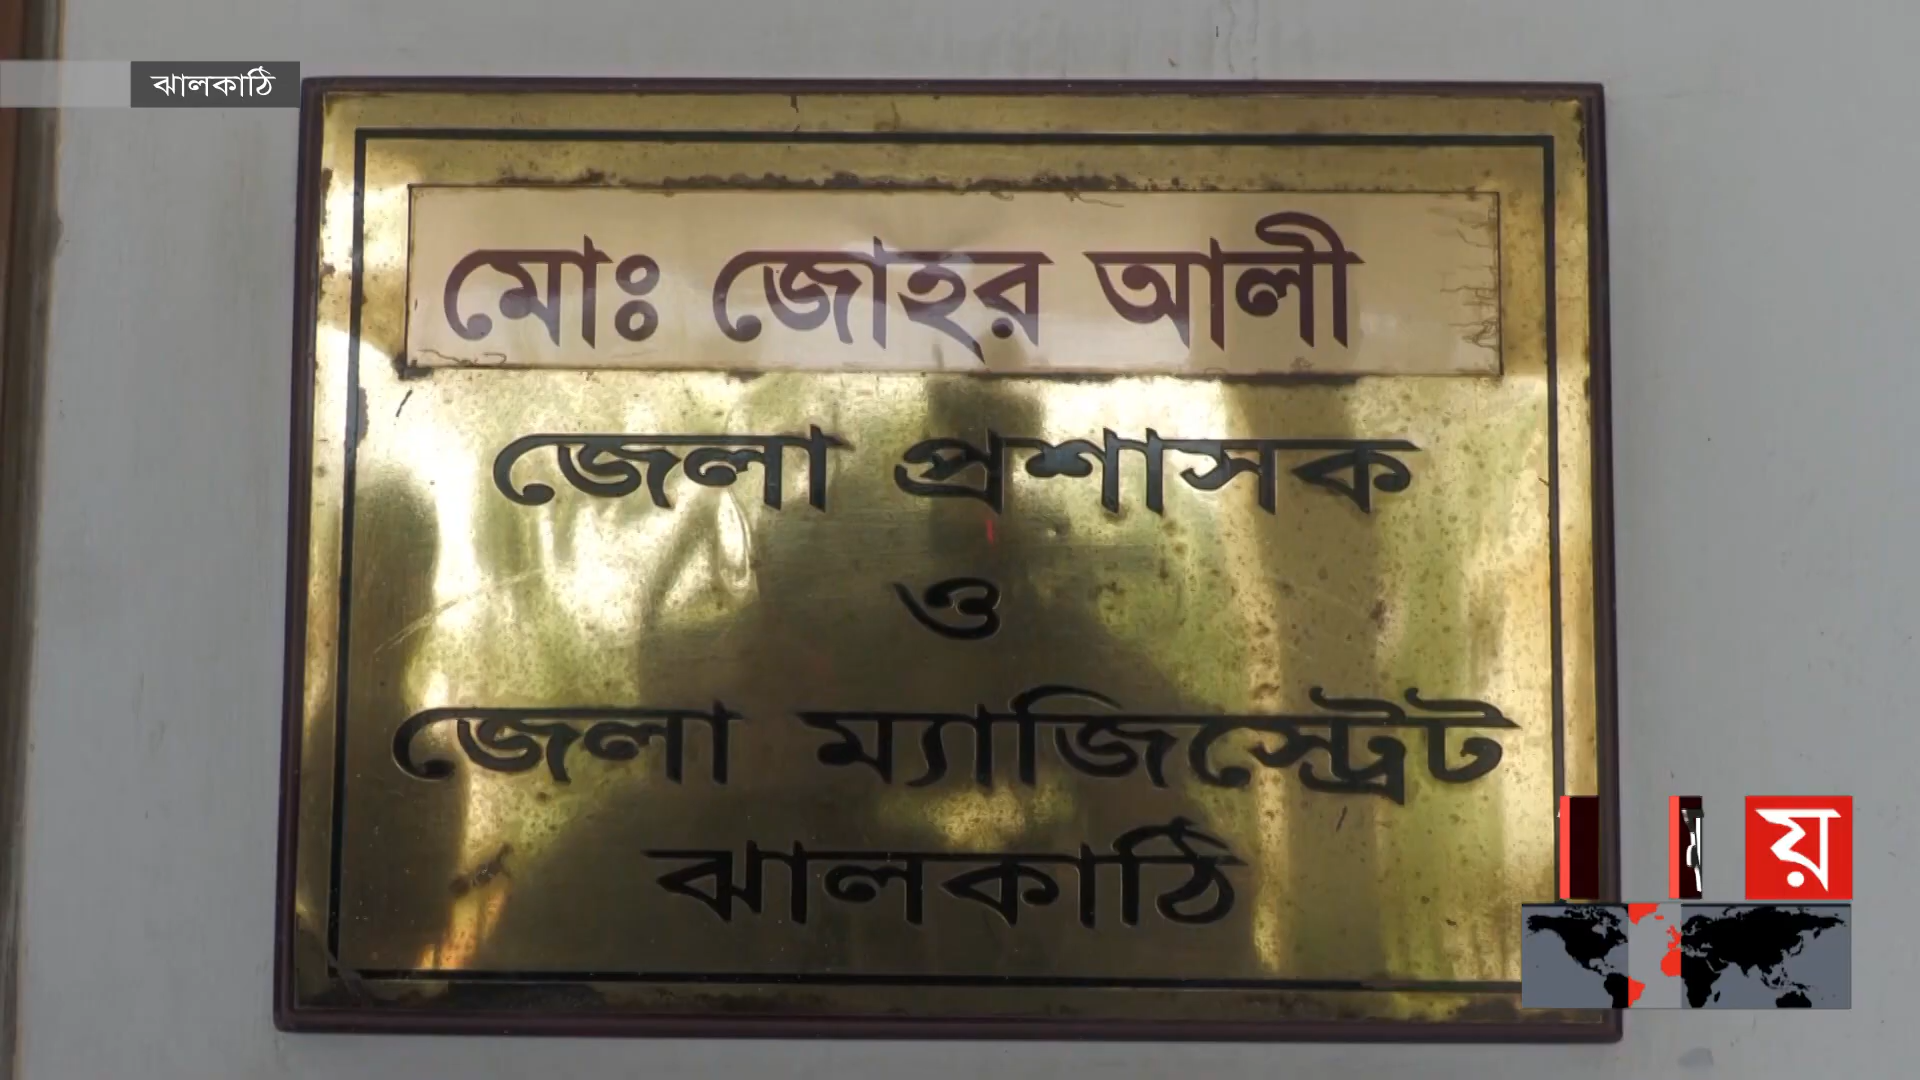 ঝালকাঠি
মোঃ জোহর আলী
জেলা প্রশাসক
ও
জেলা ম্যাজিস্ট্রেট
ঝালকাঠি
য়